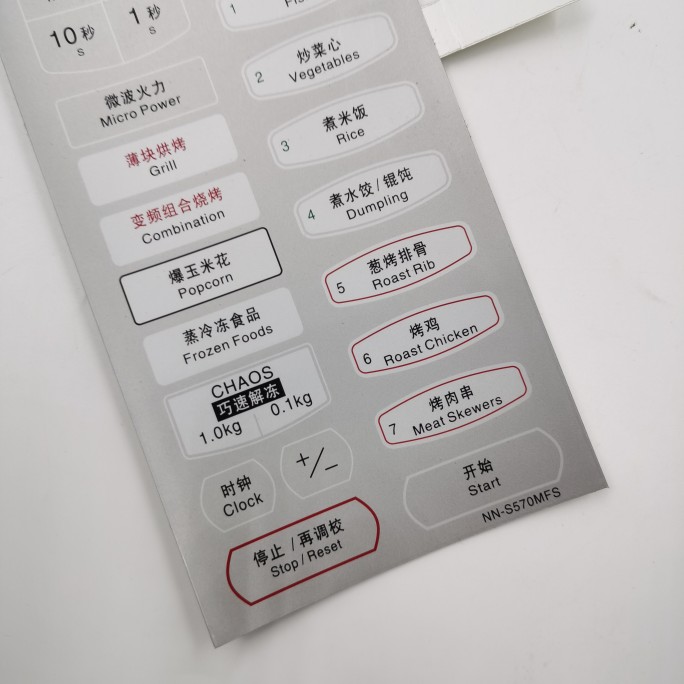 10秒
s
1秒
s
微波火力
Micro Power
薄块烘烤
Grill
变频组合烧烤
Combination
爆玉米花
Popcorn
蒸冷冻食品
Frozen Foods
CHAOS
巧速解冻
1.0kg
0.1kg
时钟
Clock
+/−
停止/再调校
Stop/Reset
1
2
炒菜心
Vegetables
3
煮米饭
Rice
4
煮水饺/锟饨
Dumpling
5
葱烤排骨
Roast Rib
6
烤鸡
Roast Chicken
7
烤肉串
Meat Skewers
开始
Start
NN-S570MFS